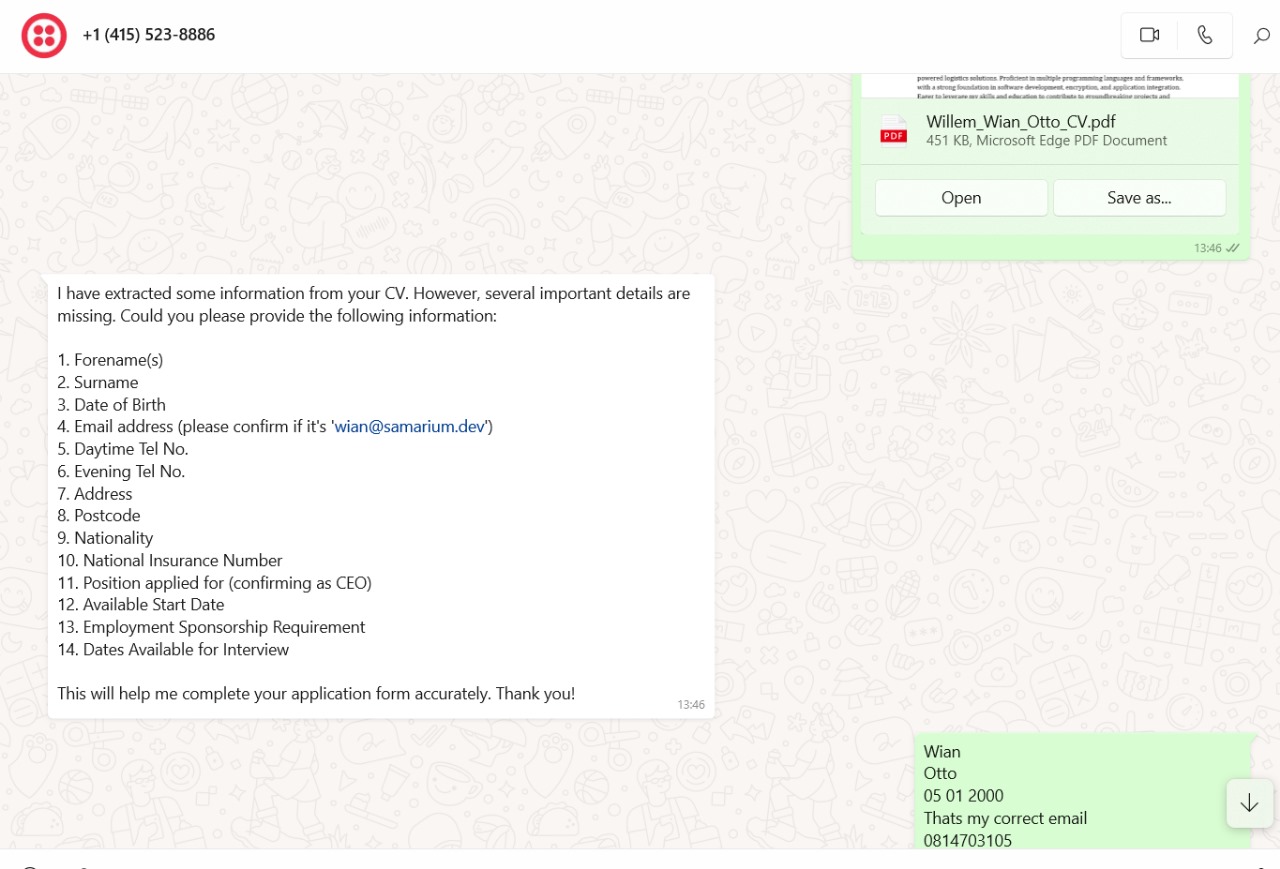 +1 (415) 523-8886
powered logistics solutions. Proficient in multiple programming languages and frameworks.
with a strong foundation in software development, encryption, and application integration.
Eager to leverage my skills and education to contribute to groundbreaking projects and
PDF
Willem_Wian_Otto_CV.pdf
451 KB, Microsoft Edge PDF Document
Open
Save as...
13:46
I have extracted some information from your CV. However, several important details are
missing. Could you please provide the following information:
1. Forename(s)
2. Surname
3. Date of Birth
4. Email address (please confirm if it's 'wian@samarium.dev')
5. Daytime Tel No.
6. Evening Tel No.
7. Address
8. Postcode
9. Nationality
10. National Insurance Number
11. Position applied for (confirming as CEO)
12. Available Start Date
13. Employment Sponsorship Requirement
14. Dates Available for Interview
This will help me complete your application form accurately. Thank you!
13:46
Wian
Otto
05 01 2000
Thats my correct email
0814703105